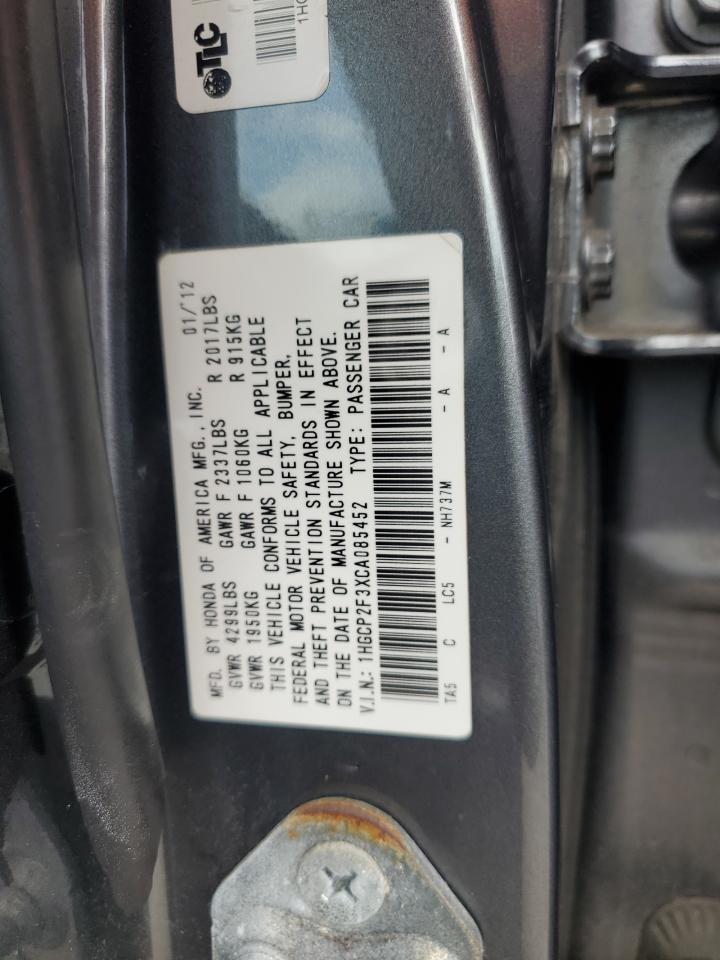 TLC
1HG
MFD. BY HONDA OF AMERICA MFG., INC. 01/'12
GVWR 4299LBS GAWR F 2337LBS R 2017LBS
GVWR 1950KG GAWR F 1060KG R 915KG
THIS VEHICLE CONFORMS TO ALL APPLICABLE
FEDERAL MOTOR VEHICLE SAFETY, BUMPER,
AND THEFT PREVENTION STANDARDS IN EFFECT
ON THE DATE OF MANUFACTURE SHOWN ABOVE.
V.I.N.: 1HGCP2F3XCA085452 TYPE: PASSENGER CAR
TA5 C LC5 - NH737M - A - A